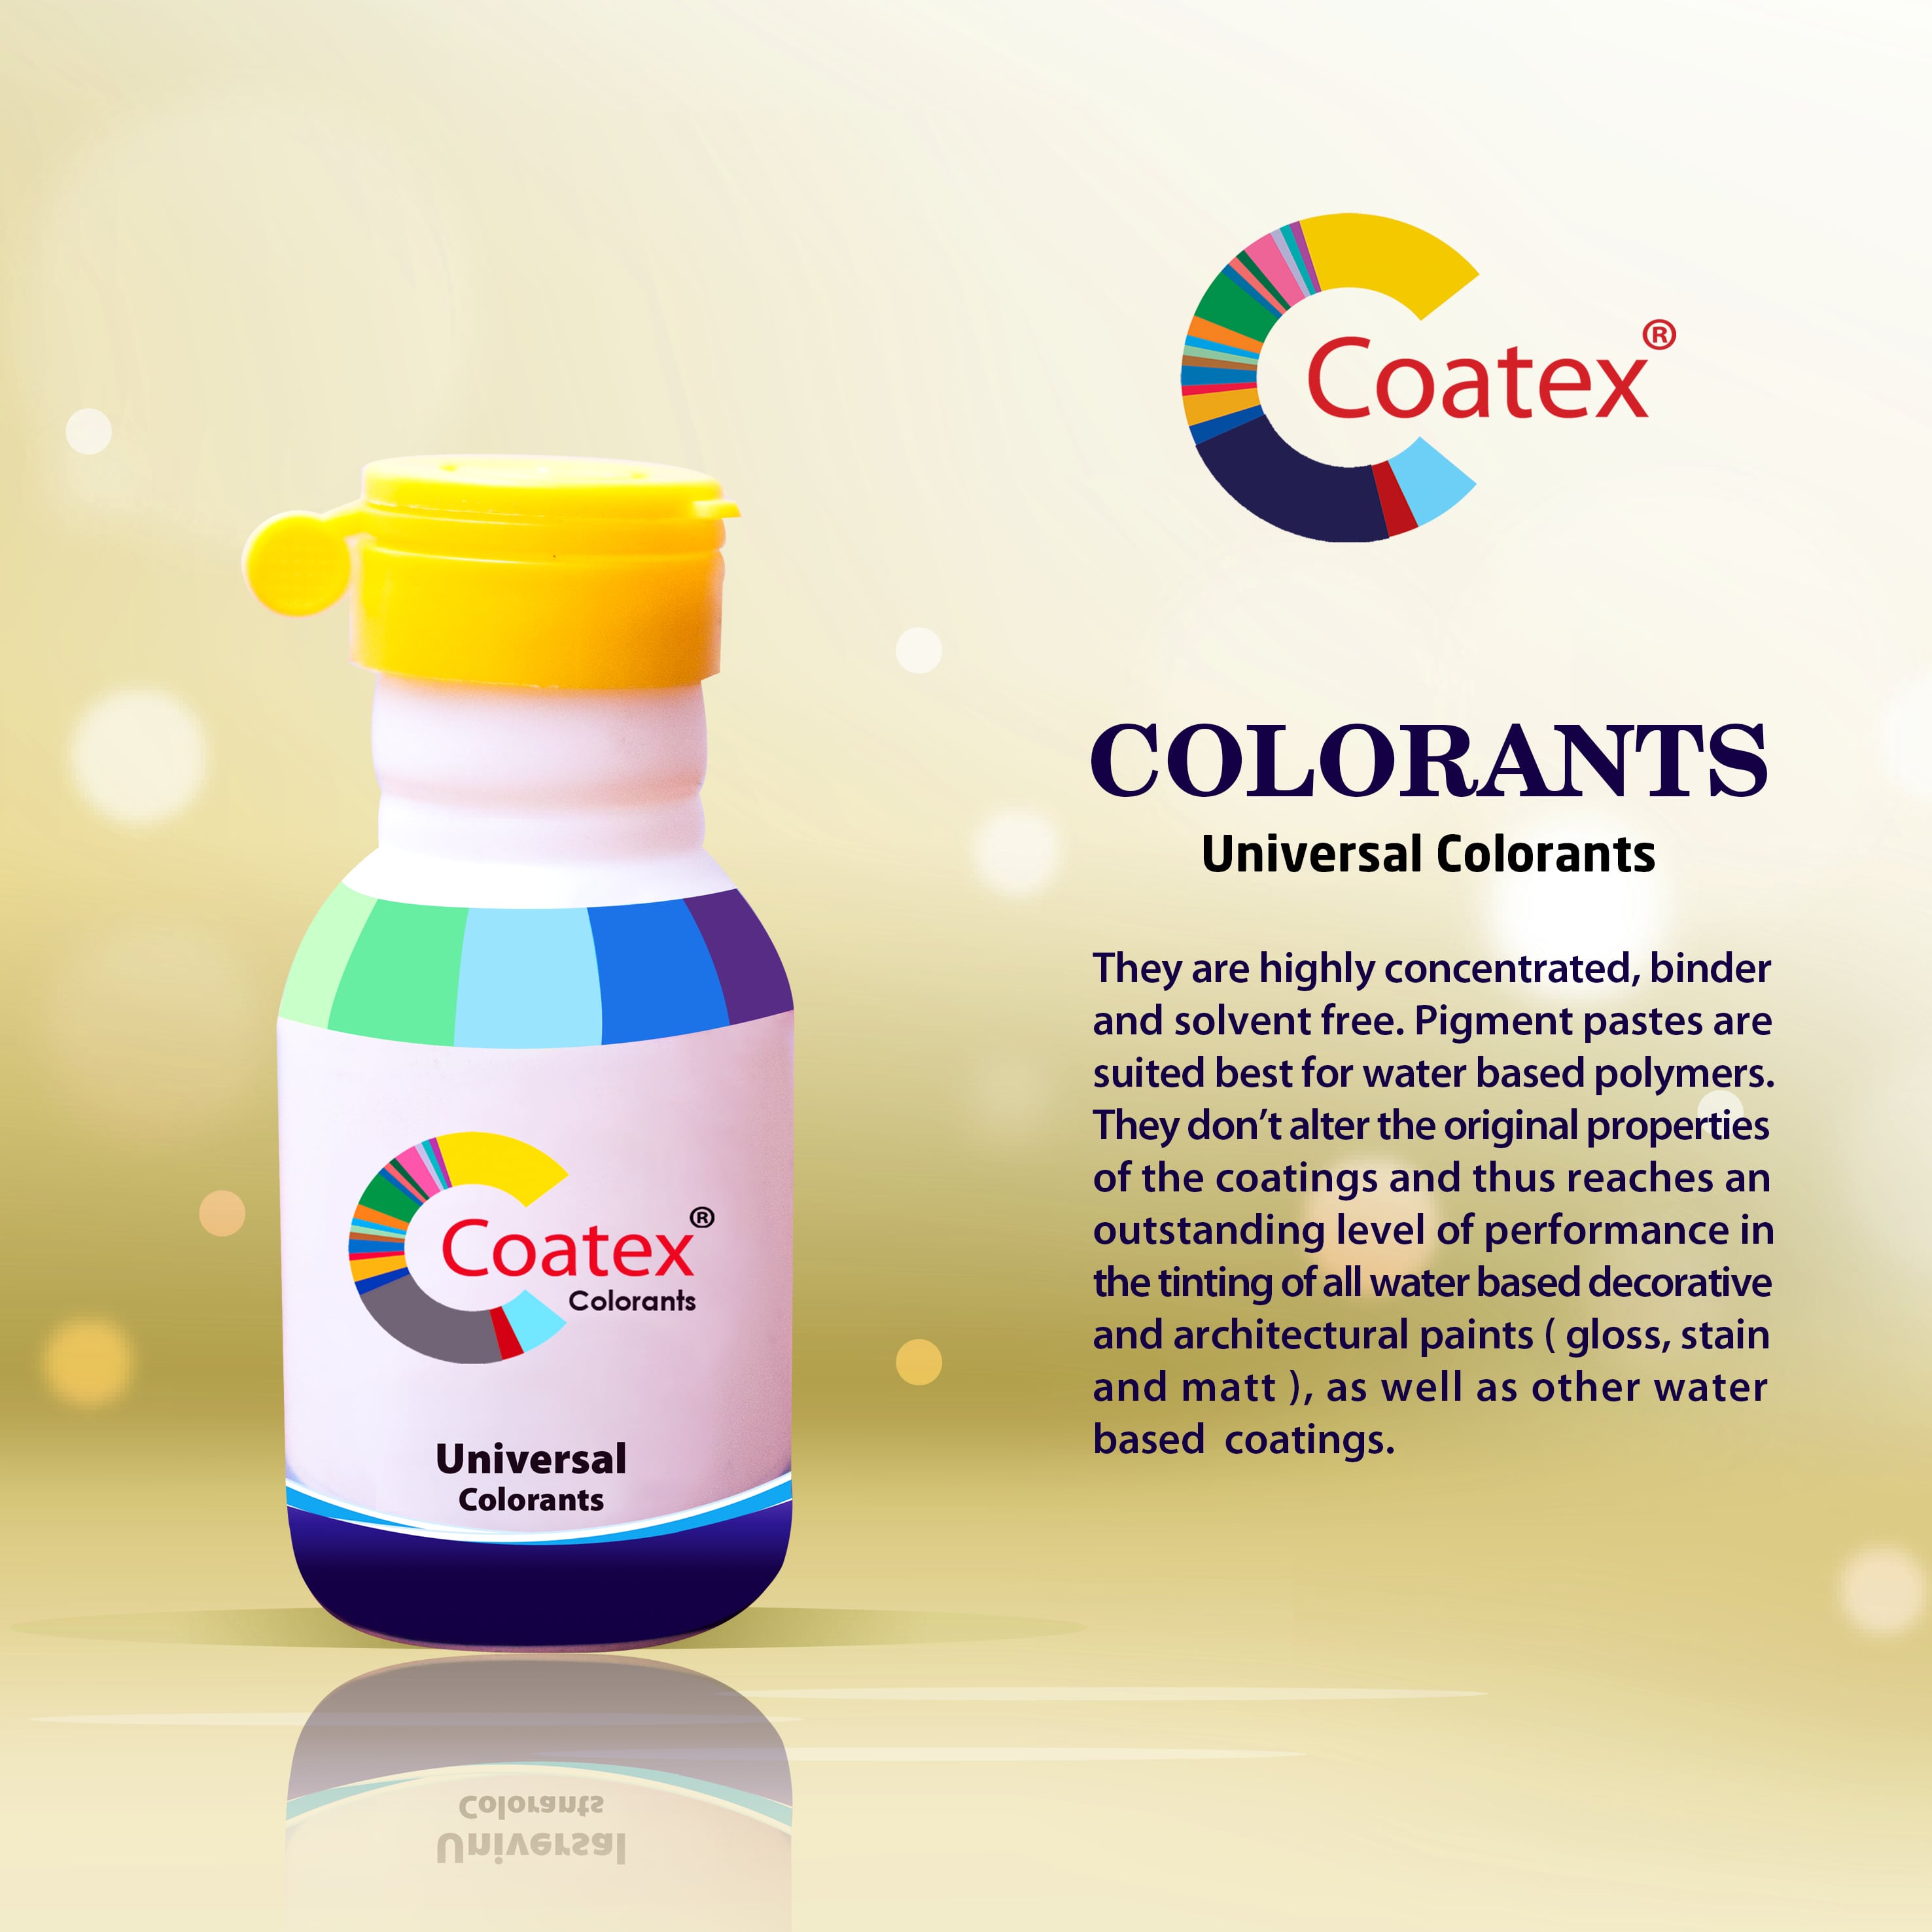 Coatex®
COLORANTS
Universal Colorants
They are highly concentrated, binder
and solvent free. Pigment pastes are
suited best for water based polymers.
They don’t alter the original properties
of the coatings and thus reaches an
outstanding level of performance in
the tinting of all water based decorative
and architectural paints ( gloss, stain
and matt ), as well as other water
based coatings.
Coatex®
Colorants
Universal
Colorants
Colorants
Universal